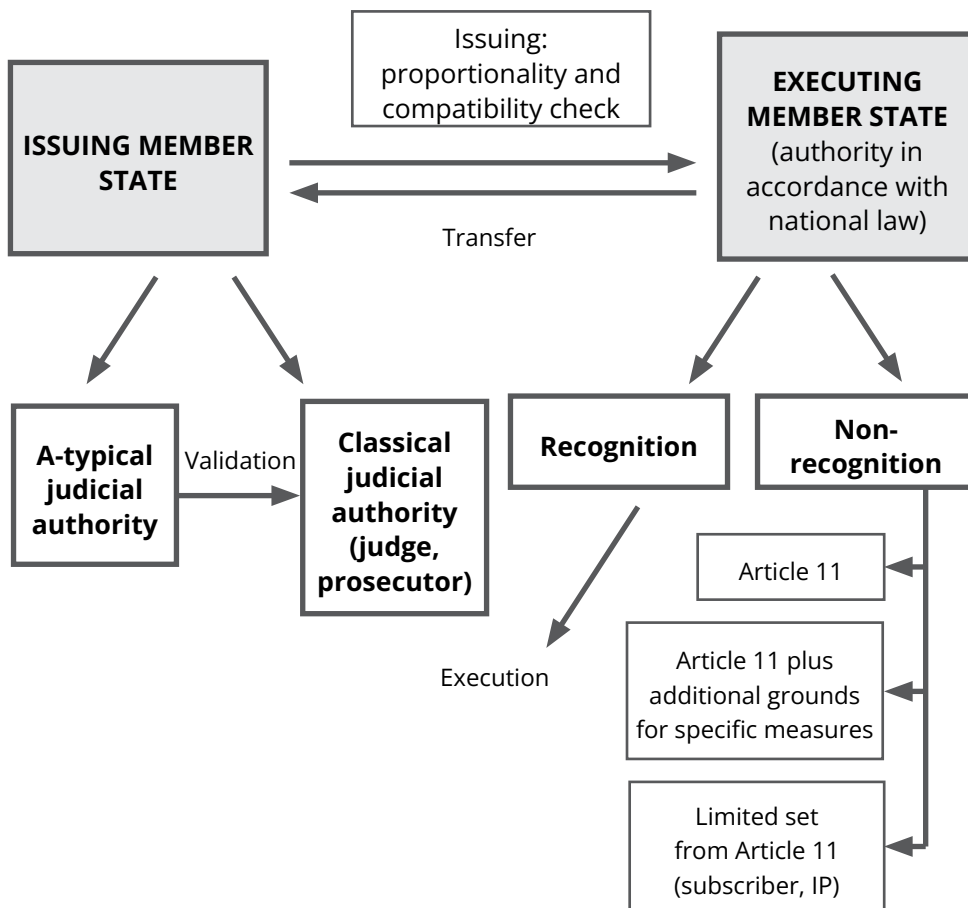 Issuing:
proportionality and
compatibility check
ISSUING MEMBER
STATE
EXECUTING
MEMBER STATE
(authority in
accordance with
national law)
Transfer
A-typical
judicial
authority
Validation
Classical
judicial
authority
(judge,
prosecutor)
Recognition
Non-
recognition
Execution
Article 11
Article 11 plus
additional grounds
for specific measures
Limited set
from Article 11
(subscriber, IP)